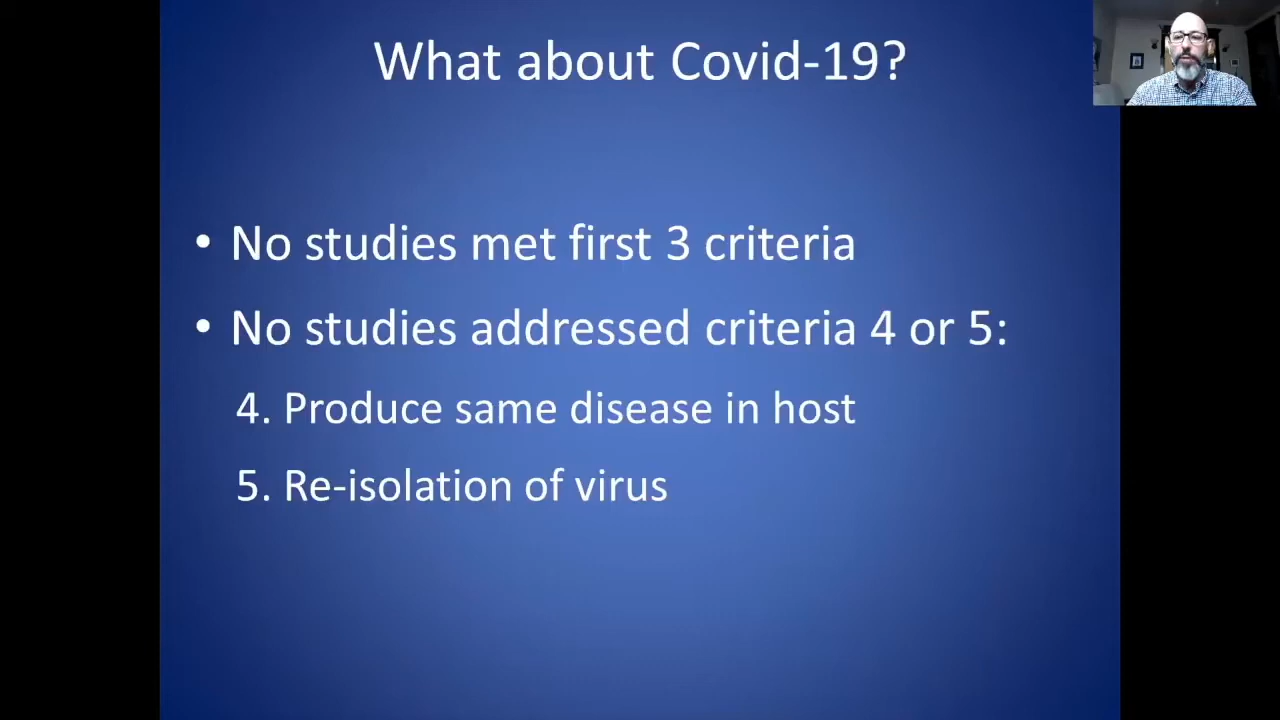 What about Covid-19?
• No studies met first 3 criteria
• No studies addressed criteria 4 or 5:
4. Produce same disease in host
5. Re-isolation of virus